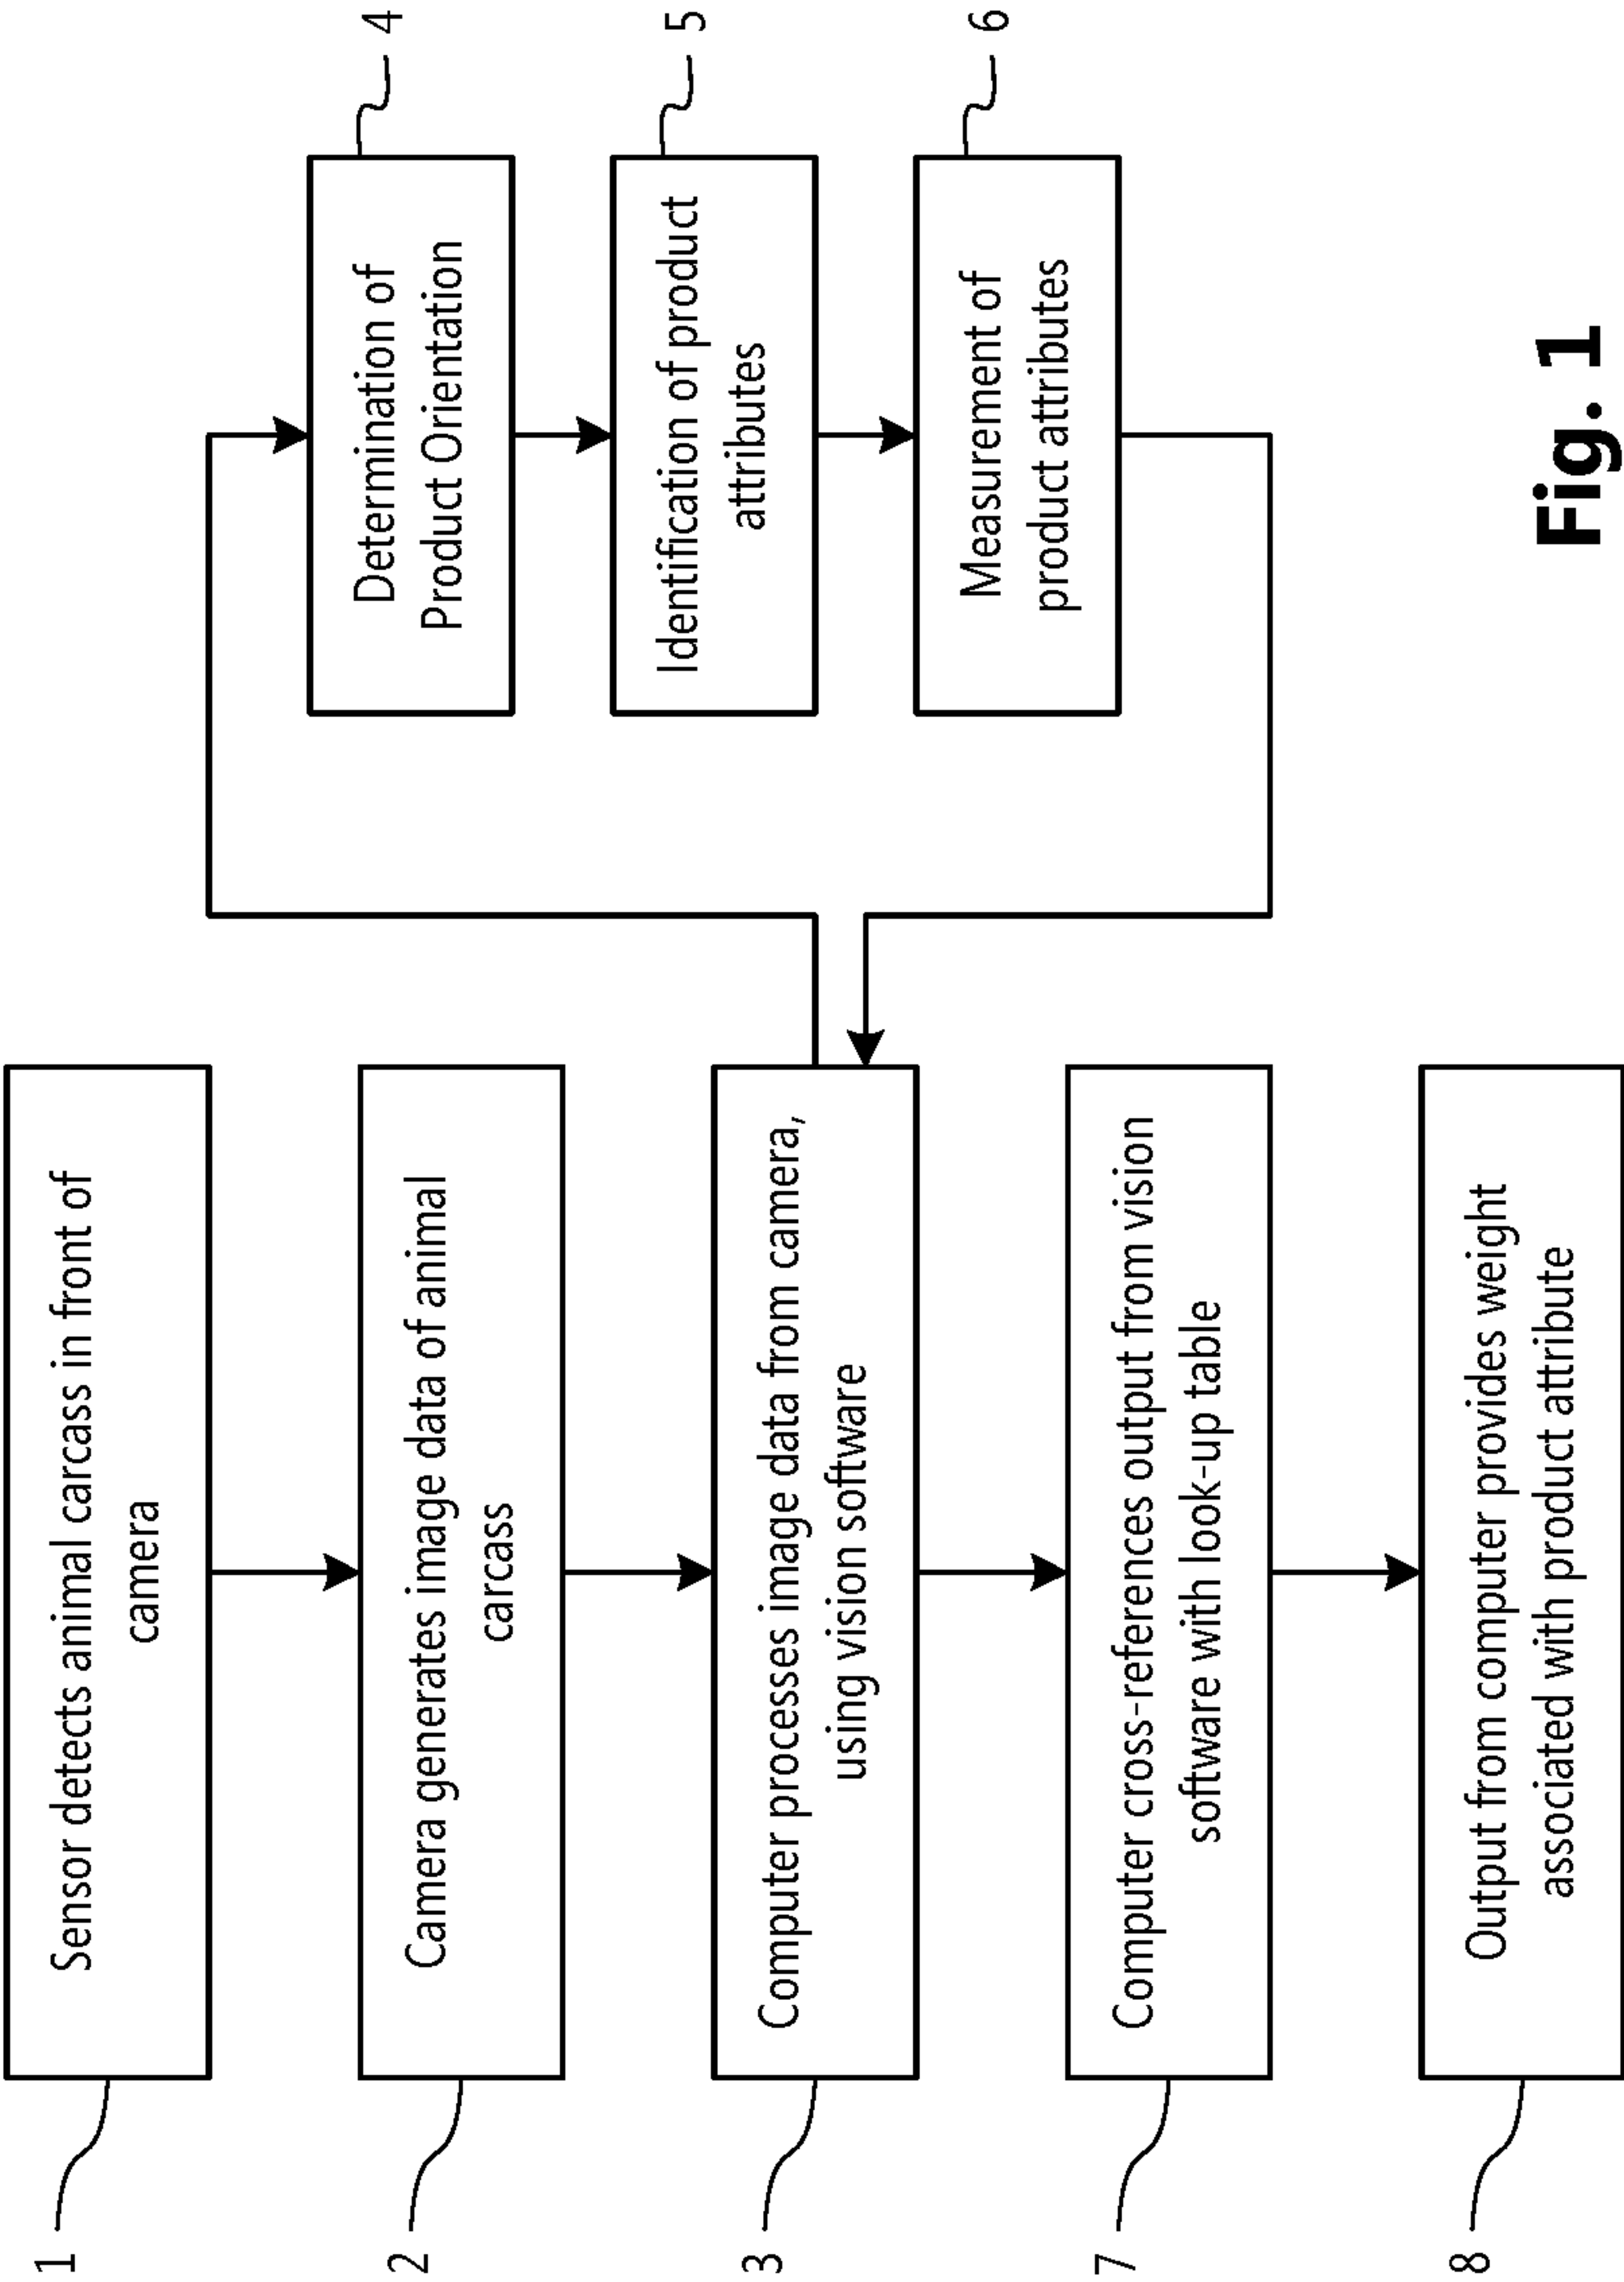 1
Sensor detects animal carcass in front of
camera
2
Camera generates image data of animal
carcass
3
Computer processes image data from camera,
using vision software
4
Determination of
Product Orientation
5
Identification of product
attributes
6
Measurement of
product attributes
7
Computer cross-references output from vision
software with look-up table
8
Output from computer provides weight
associated with product attribute
Fig. 1